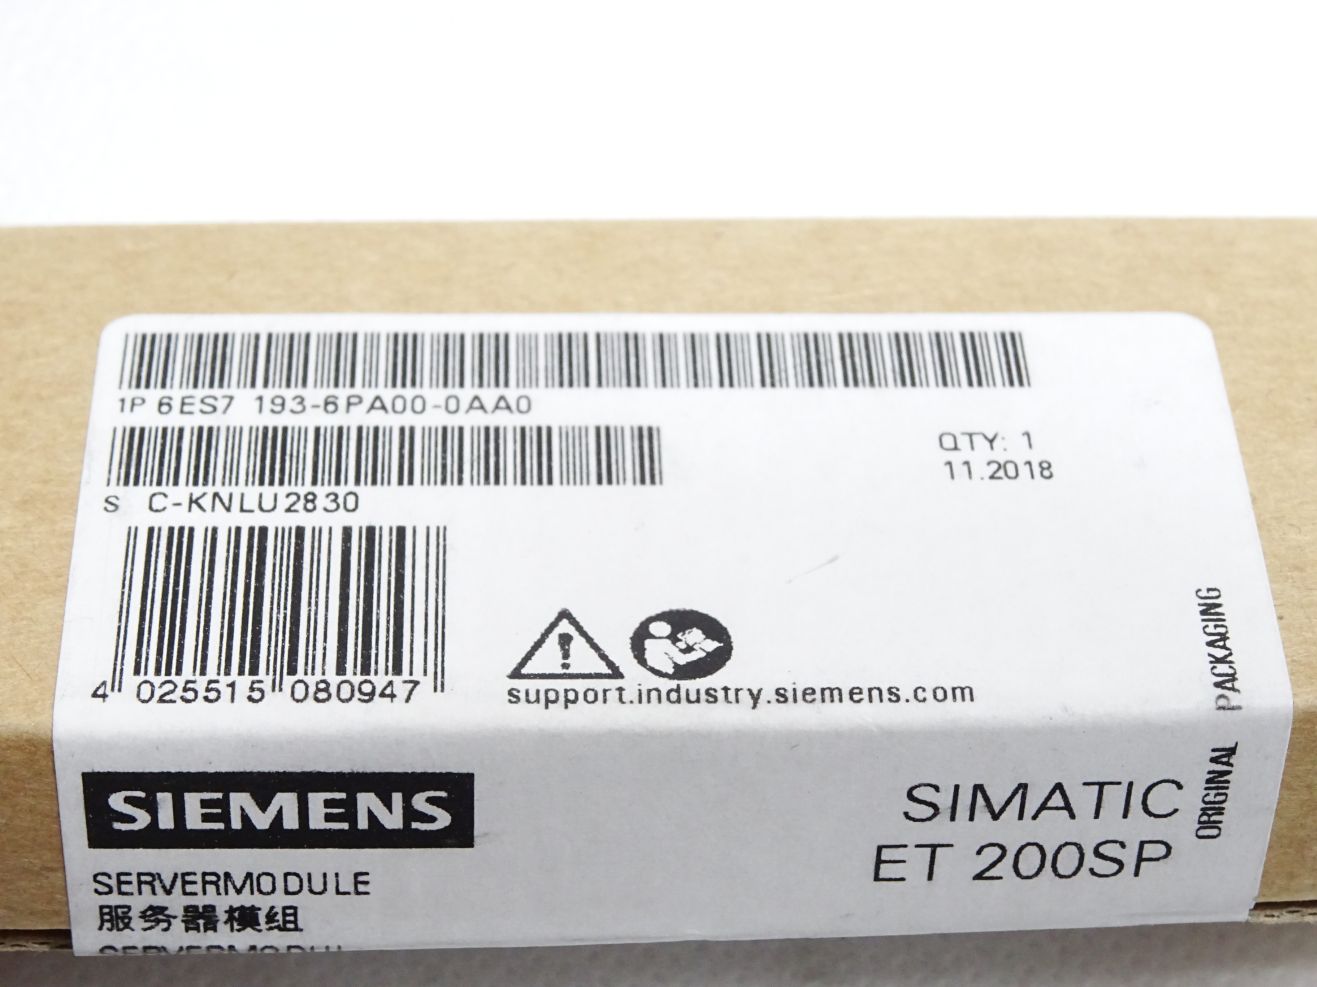 1P 6ES7 193-6PA00-0AA0
QTY: 1
11.2018
S C-KNLU2830
4 025515 080947
support.industry.siemens.com
ORIGINAL PACKAGING
SIEMENS
SIMATIC
ET 200SP
SERVERMODULE
服务器模组